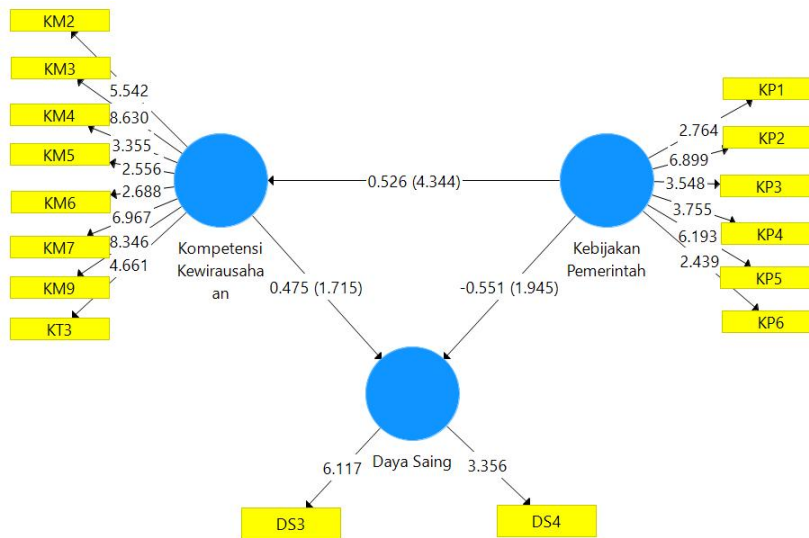 KM2
KM3
KM4
KM5
KM6
KM7
KM9
KT3
5.542
8.630
3.355
2.556
2.688
6.967
8.346
4.661
Kompetensi
Kewirausaha
an
0.526 (4.344)
Kebijakan
Pemerintah
2.764
6.899
3.548
3.755
6.193
2.439
KP1
KP2
KP3
KP4
KP5
KP6
0.475 (1.715)
-0.551 (1.945)
Daya Saing
6.117
3.356
DS3
DS4